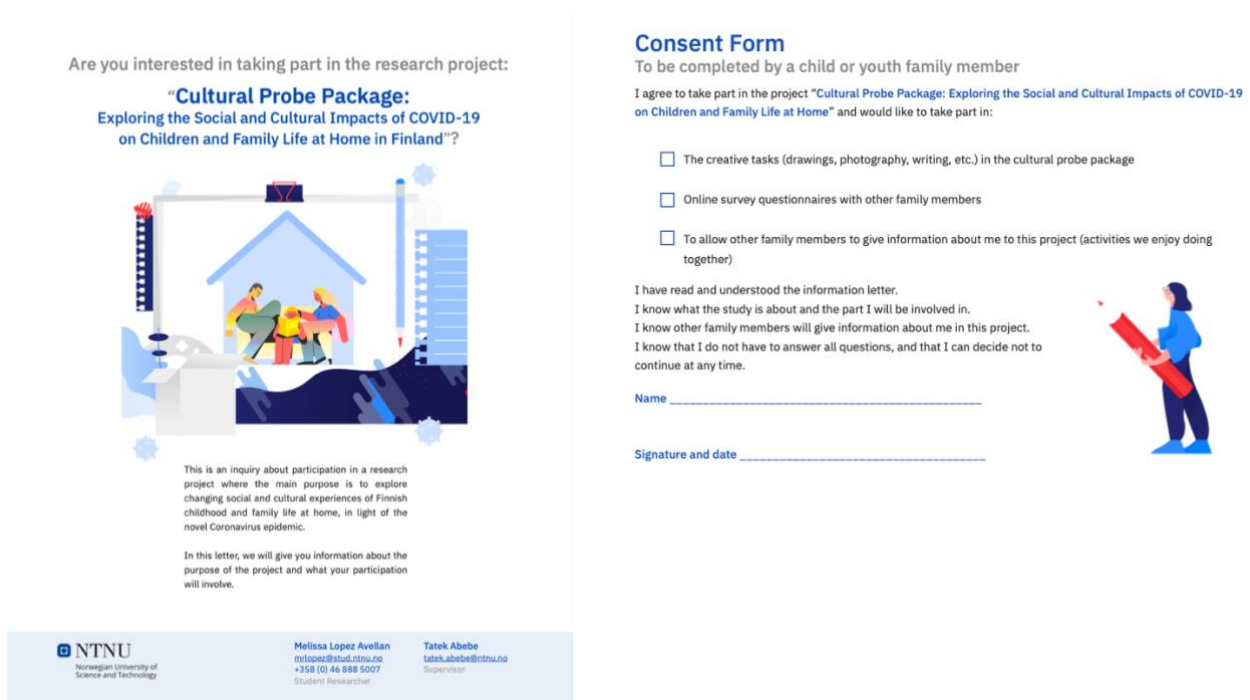 Are you interested in taking part in the research project:
“Cultural Probe Package:
Exploring the Social and Cultural Impacts of COVID-19
on Children and Family Life at Home in Finland”?
This is an inquiry about participation in a research
project where the main purpose is to explore
changing social and cultural experiences of Finnish
childhood and family life at home, in light of the
novel Coronavirus epidemic.
In this letter, we will give you information about the
purpose of the project and what your participation
will involve.
NTNU
Norwegian University of
Science and Technology
Melissa Lopez Avellan
mrlopez@stud.ntnu.no
+358 (0) 46 888 5007
Student Researcher
Tatek Abebe
tatek.abebe@ntnu.no
Supervisor
Consent Form
To be completed by a child or youth family member
I agree to take part in the project “Cultural Probe Package: Exploring the Social and Cultural Impacts of COVID-19
on Children and Family Life at Home” and would like to take part in:
The creative tasks (drawings, photography, writing, etc.) in the cultural probe package
Online survey questionnaires with other family members
To allow other family members to give information about me to this project (activities we enjoy doing
together)
I have read and understood the information letter.
I know what the study is about and the part I will be involved in.
I know other family members will give information about me in this project.
I know that I do not have to answer all questions, and that I can decide not to
continue at any time.
Name
Signature and date